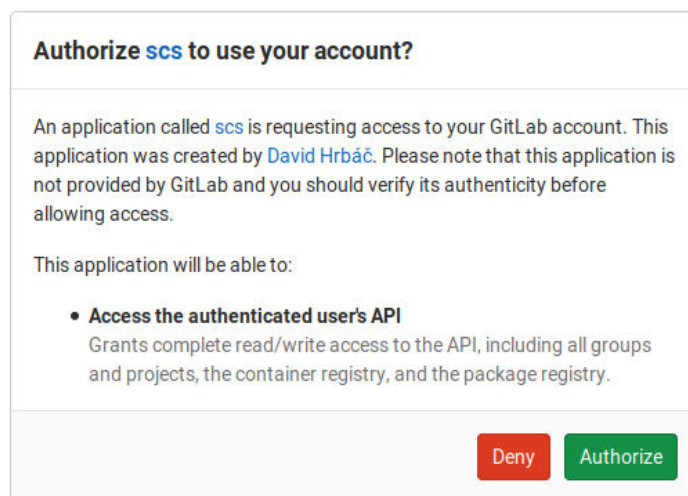 Authorize scs to use your account?
An application called scs is requesting access to your GitLab account. This
application was created by David Hrbáč. Please note that this application is
not provided by GitLab and you should verify its authenticity before
allowing access.
This application will be able to:
• Access the authenticated user's API
Grants complete read/write access to the API, including all groups
and projects, the container registry, and the package registry.
Deny Authorize